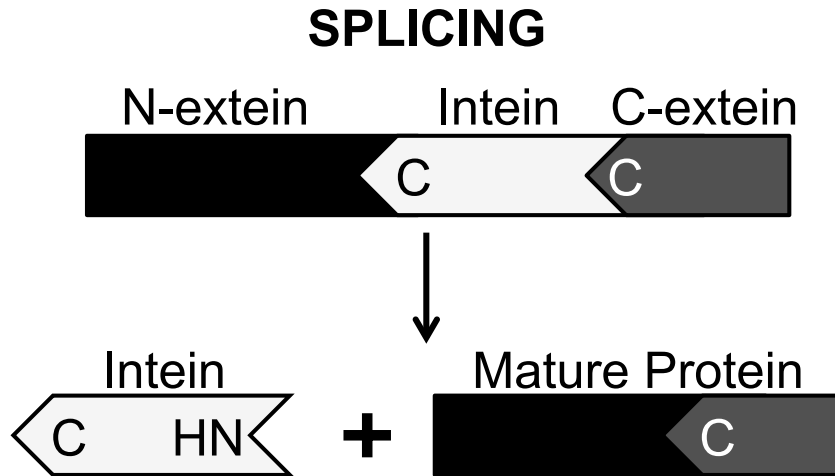 SPLICING
N-extein Intein C-extein
C C
Intein Mature Protein
C HN + C